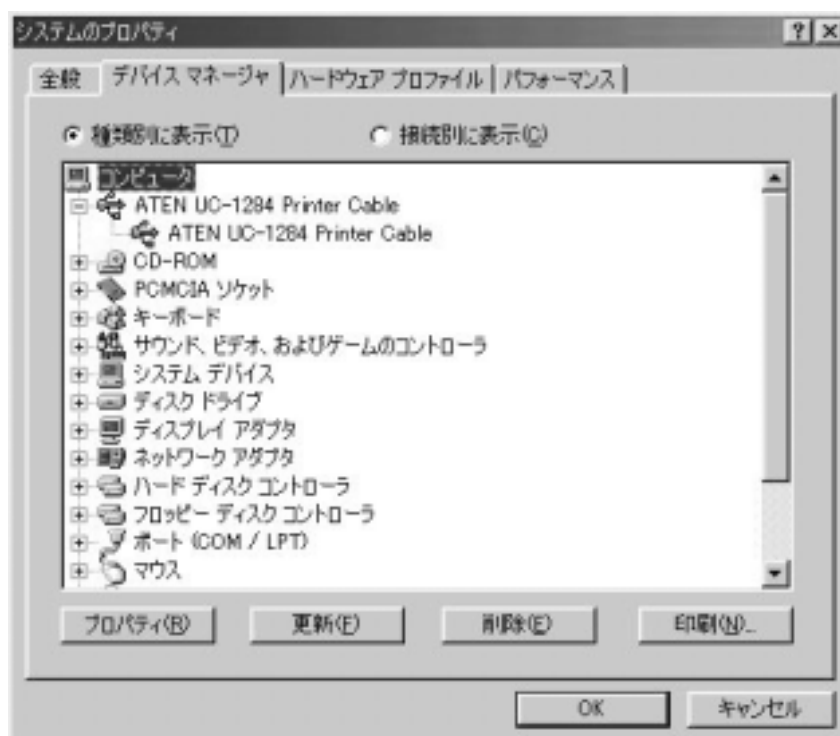 システムのプロパティ
全般 デバイス マネージャ ハードウェア プロファイル パフォーマンス
種類別に表示(T) 接続別に表示(C)
コンピュータ
ATEN UC-1284 Printer Cable
ATEN UC-1284 Printer Cable
CD-ROM
PCMCIA ソケット
キーボード
サウンド、ビデオ、およびゲームのコントローラ
システム デバイス
ディスク ドライブ
ディスプレイ アダプタ
ネットワーク アダプタ
ハード ディスク コントローラ
フロッピー ディスク コントローラ
ポート (COM / LPT)
マウス
プロパティ(R) 更新(F) 削除(E) 印刷(N)...
OK キャンセル